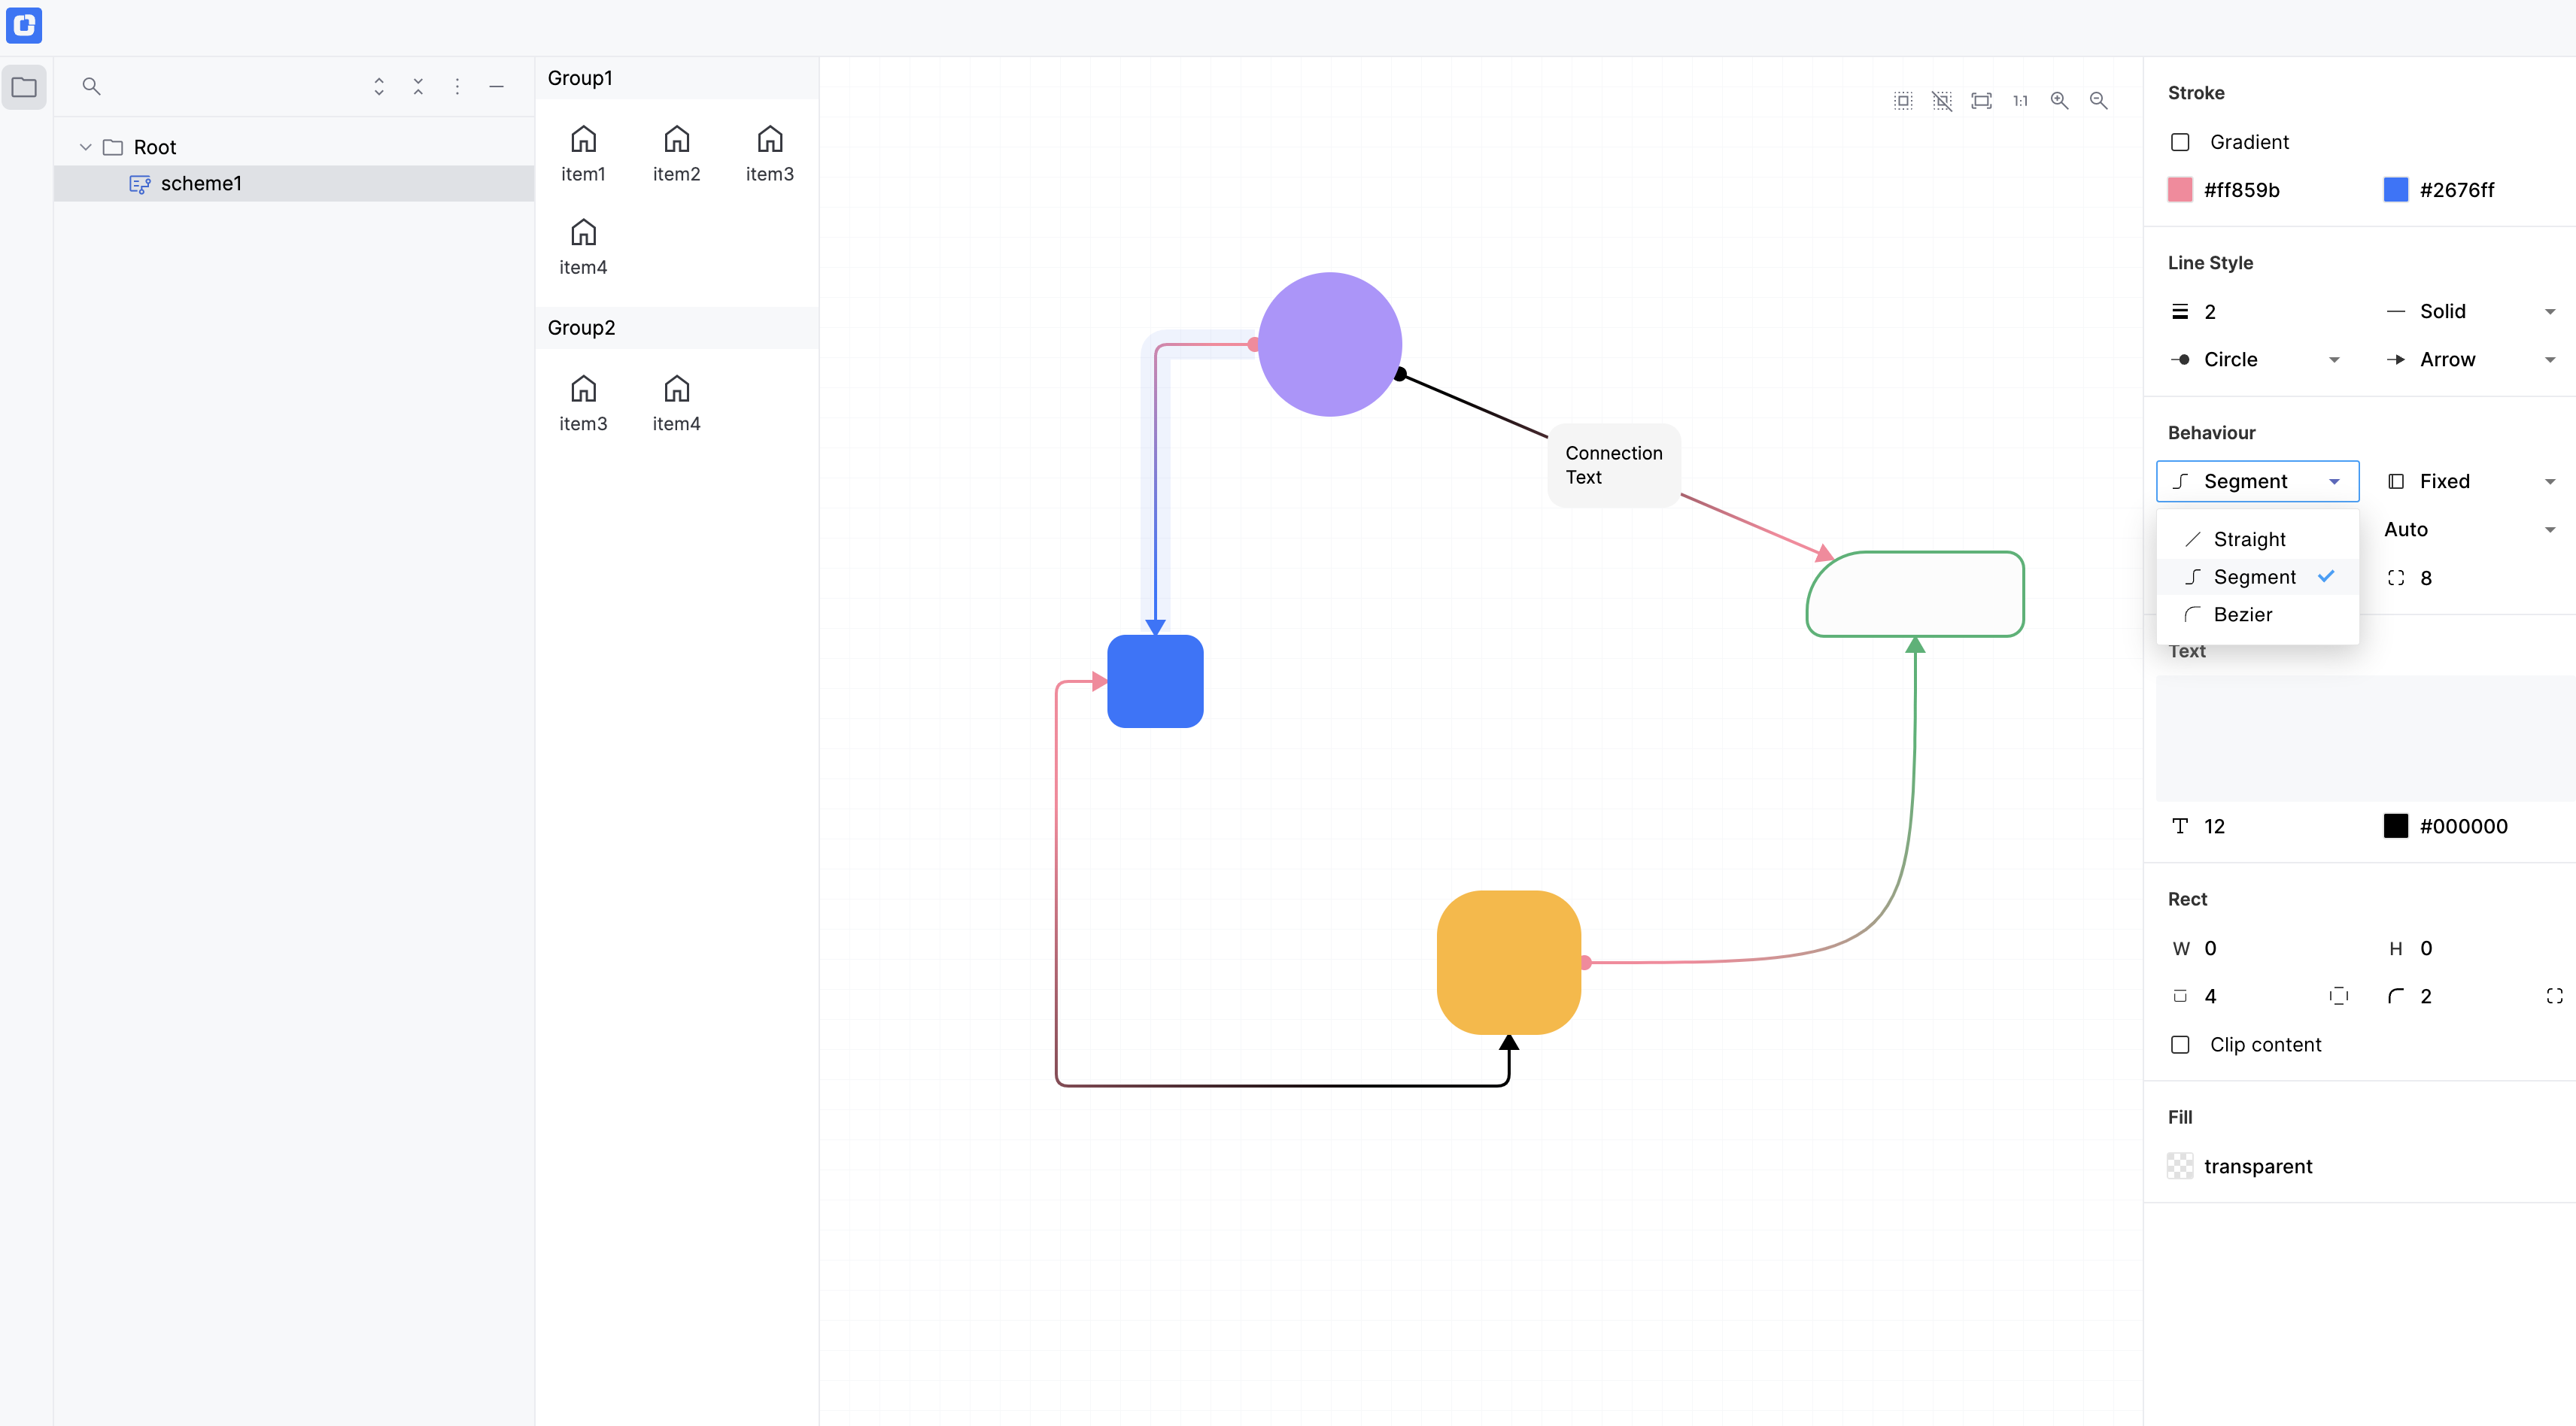 Group1
item1 item2 item3
item4
Group2
item3 item4
Root
scheme1
1:1
Connection
Text
Stroke
Gradient
#ff859b #2676ff
Line Style
2 Solid
Circle Arrow
Behaviour
Segment Fixed
Straight Auto
Segment 8
Bezier
Text
12 #000000
Rect
W 0 H 0
4 2
Clip content
Fill
transparent